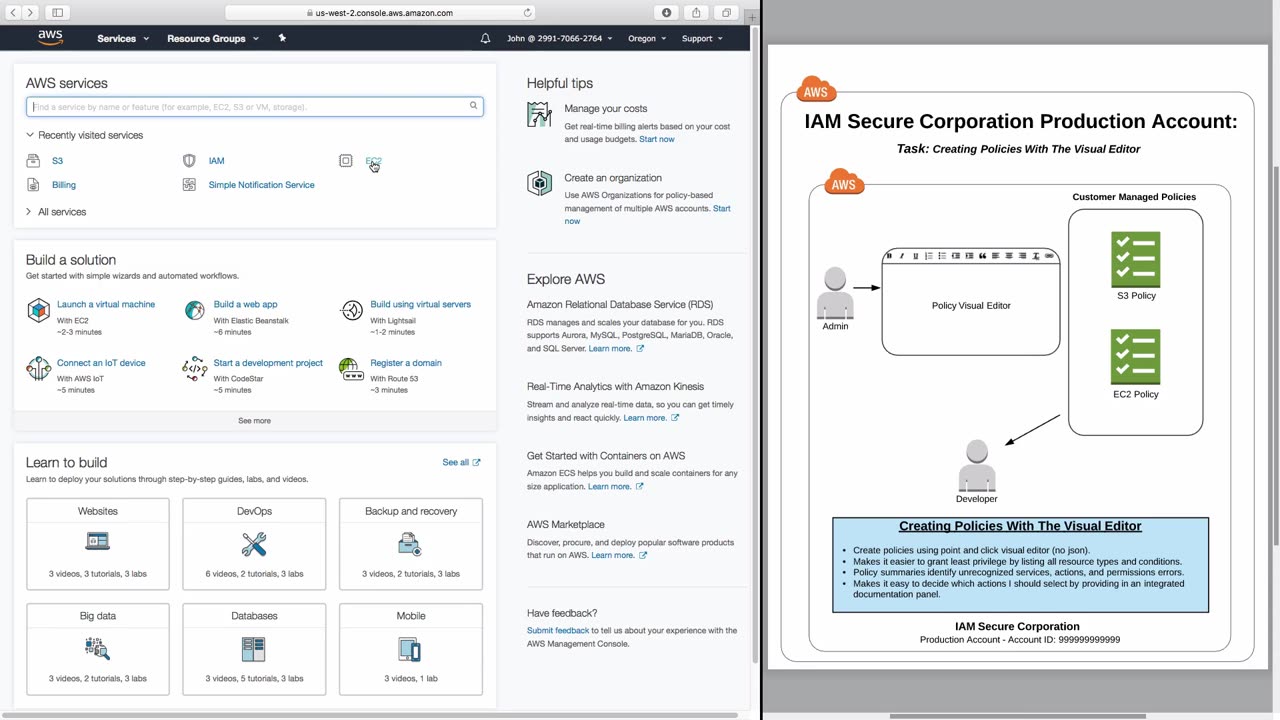 us-west-2.console.aws.amazon.com
aws
Services
Resource Groups
John @ 2991-7066-2764
Oregon
Support
AWS services
Find a service by name or feature (for example, EC2, S3 or VM, storage).
Recently visited services
S3
IAM
EC2
Billing
Simple Notification Service
All services
Build a solution
Get started with simple wizards and automated workflows.
Launch a virtual machine
With EC2
~2-3 minutes
Build a web app
With Elastic Beanstalk
~6 minutes
Build using virtual servers
With Lightsail
~1-2 minutes
Connect an IoT device
With AWS IoT
~5 minutes
Start a development project
With CodeStar
~5 minutes
Register a domain
With Route 53
~3 minutes
See more
Learn to build
See all
Learn to deploy your solutions through step-by-step guides, labs, and videos.
Websites
3 videos, 3 tutorials, 3 labs
DevOps
6 videos, 2 tutorials, 3 labs
Backup and recovery
3 videos, 2 tutorials, 3 labs
Big data
3 videos, 2 tutorials, 3 labs
Databases
3 videos, 5 tutorials, 3 labs
Mobile
3 videos, 1 lab
Helpful tips
Manage your costs
Get real-time billing alerts based on your cost
and usage budgets. Start now
Create an organization
Use AWS Organizations for policy-based
management of multiple AWS accounts. Start
now
Explore AWS
Amazon Relational Database Service (RDS)
RDS manages and scales your database for you. RDS
supports Aurora, MySQL, PostgreSQL, MariaDB, Oracle,
and SQL Server. Learn more.
Real-Time Analytics with Amazon Kinesis
Stream and analyze real-time data, so you can get timely
insights and react quickly. Learn more.
Get Started with Containers on AWS
Amazon ECS helps you build and scale containers for any
size application. Learn more.
AWS Marketplace
Discover, procure, and deploy popular software products
that run on AWS. Learn more.
Have feedback?
Submit feedback to tell us about your experience with the
AWS Management Console.
AWS
IAM Secure Corporation Production Account:
Task: Creating Policies With The Visual Editor
AWS
Customer Managed Policies
B I U
Policy Visual Editor
Admin
S3 Policy
EC2 Policy
Developer
Creating Policies With The Visual Editor
• Create policies using point and click visual editor (no json).
• Makes it easier to grant least privilege by listing all resource types and conditions.
• Policy summaries identify unrecognized services, actions, and permissions errors.
• Makes it easy to decide which actions I should select by providing in an integrated
documentation panel.
IAM Secure Corporation
Production Account - Account ID: 999999999999